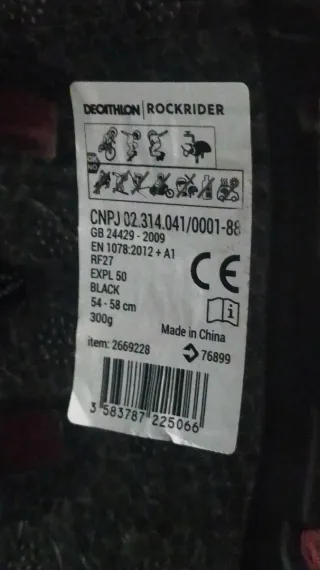 DECATHLON | ROCKRIDER
CNPJ 02.314.041/0001-88
GB 24429 - 2009
EN 1078:2012 + A1
RF27
EXPL 50
BLACK
54 - 58 cm
300g
CE
Made in China
item: 2669228
76899
3 583787 225066